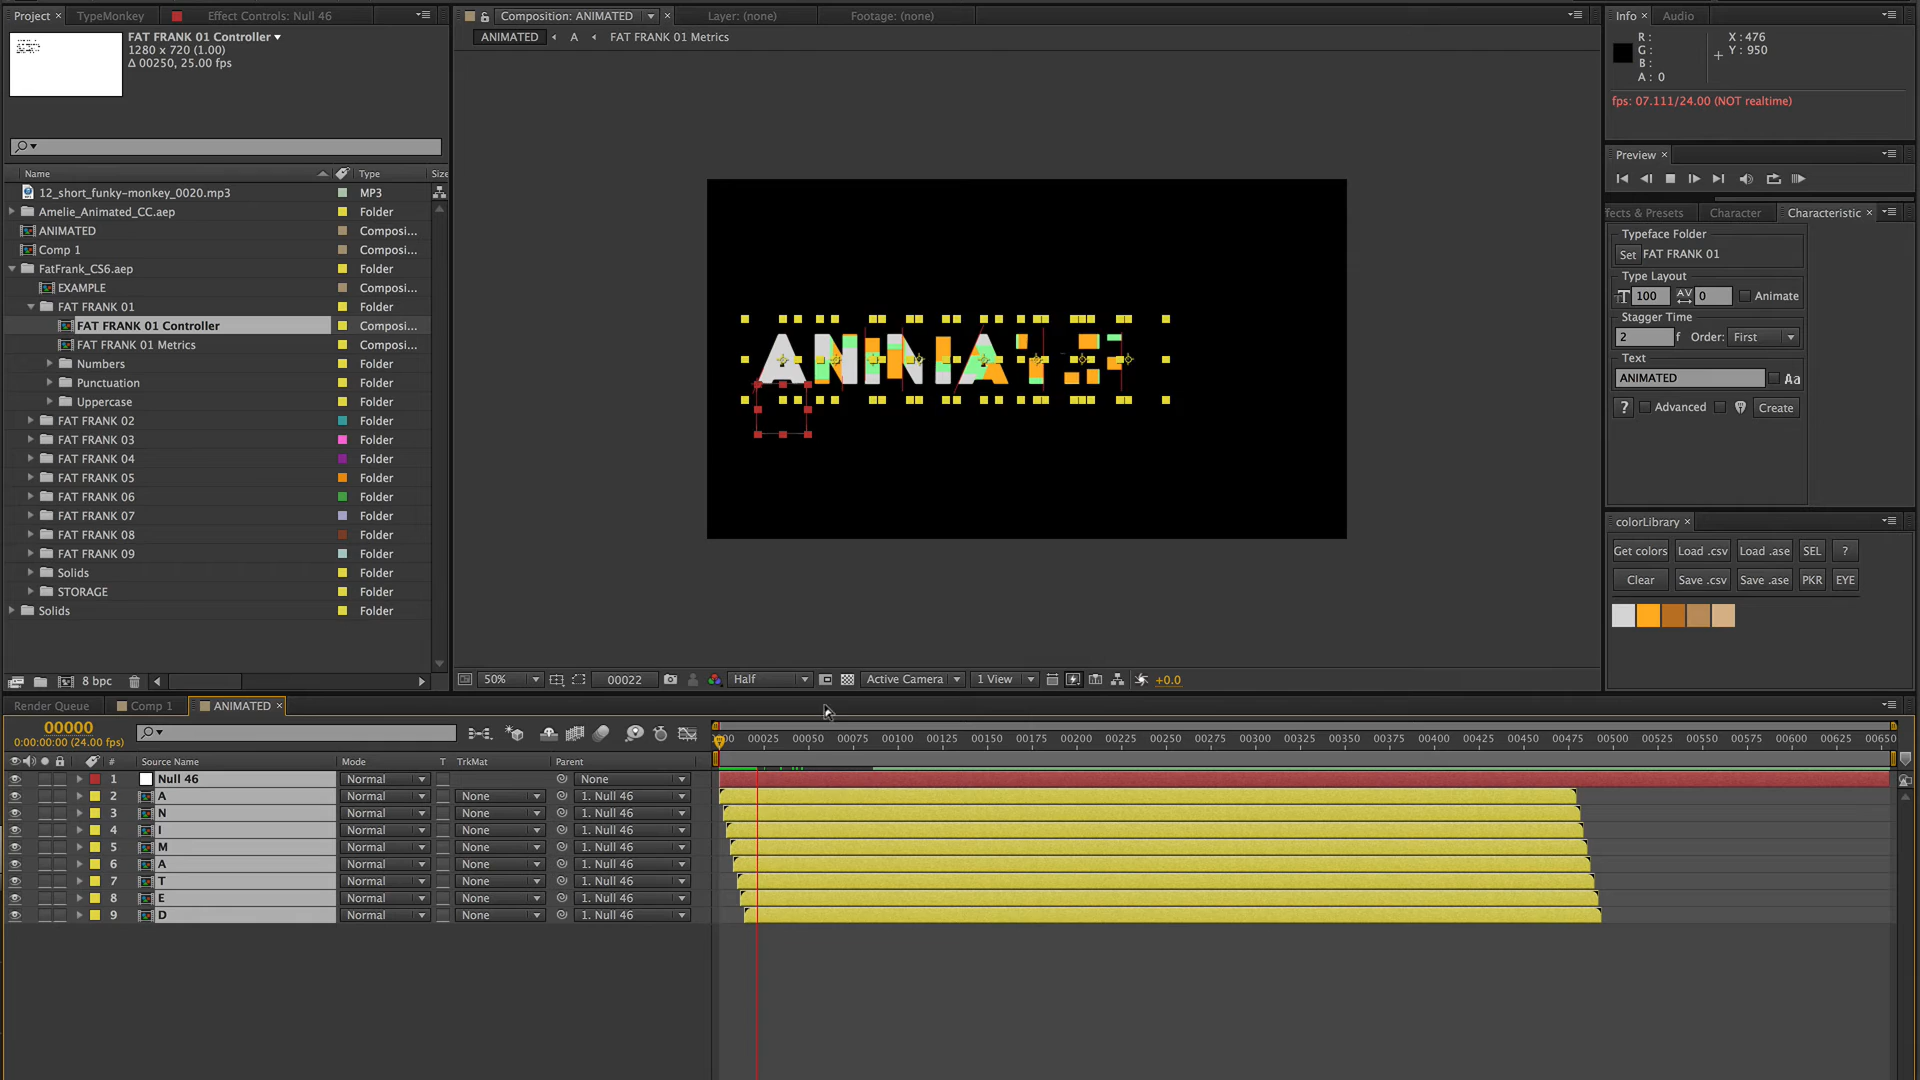 Project × TypeMonkey Effect Controls: Null 46
FAT FRANK 01 Controller
1280 x 720 (1.00)
Δ 00250, 25.00 fps
Name Type Size
12_short_funky-monkey_0020.mp3 MP3
Amelie_Animated_CC.aep Folder
ANIMATED Composi...
Comp 1 Composi...
FatFrank_CS6.aep Folder
EXAMPLE Composi...
FAT FRANK 01 Folder
FAT FRANK 01 Controller Composi...
FAT FRANK 01 Metrics Composi...
Numbers Folder
Punctuation Folder
Uppercase Folder
FAT FRANK 02 Folder
FAT FRANK 03 Folder
FAT FRANK 04 Folder
FAT FRANK 05 Folder
FAT FRANK 06 Folder
FAT FRANK 07 Folder
FAT FRANK 08 Folder
FAT FRANK 09 Folder
Solids Folder
STORAGE Folder
Solids Folder
8 bpc
Composition: ANIMATED × Layer: (none) Footage: (none)
ANIMATED A FAT FRANK 01 Metrics
50% 00022 Half Active Camera 1 View +0.0
Info × Audio
R : X : 476
G : Y : 950
B :
A : 0
fps: 07.111/24.00 (NOT realtime)
Preview ×
ffects & Presets Character Characteristic ×
Typeface Folder
Set FAT FRANK 01
Type Layout
100 AV 0 Animate
Stagger Time
2 f Order: First
Text
ANIMATED Aa
? Advanced Create
colorLibrary ×
Get colors Load .csv Load .ase SEL ?
Clear Save .csv Save .ase PKR EYE
Render Queue Comp 1 ANIMATED ×
00000
0:00:00:00 (24.00 fps)
# Source Name Mode T TrkMat Parent
00 00025 00050 00075 00100 00125 00150 00175 00200 00225 00250 00275 00300 00325 00350 00375 00400 00425 00450 00475 00500 00525 00550 00575 00600 00625 00650
1 Null 46 Normal None
2 A Normal None 1. Null 46
3 N Normal None 1. Null 46
4 I Normal None 1. Null 46
5 M Normal None 1. Null 46
6 A Normal None 1. Null 46
7 T Normal None 1. Null 46
8 E Normal None 1. Null 46
9 D Normal None 1. Null 46